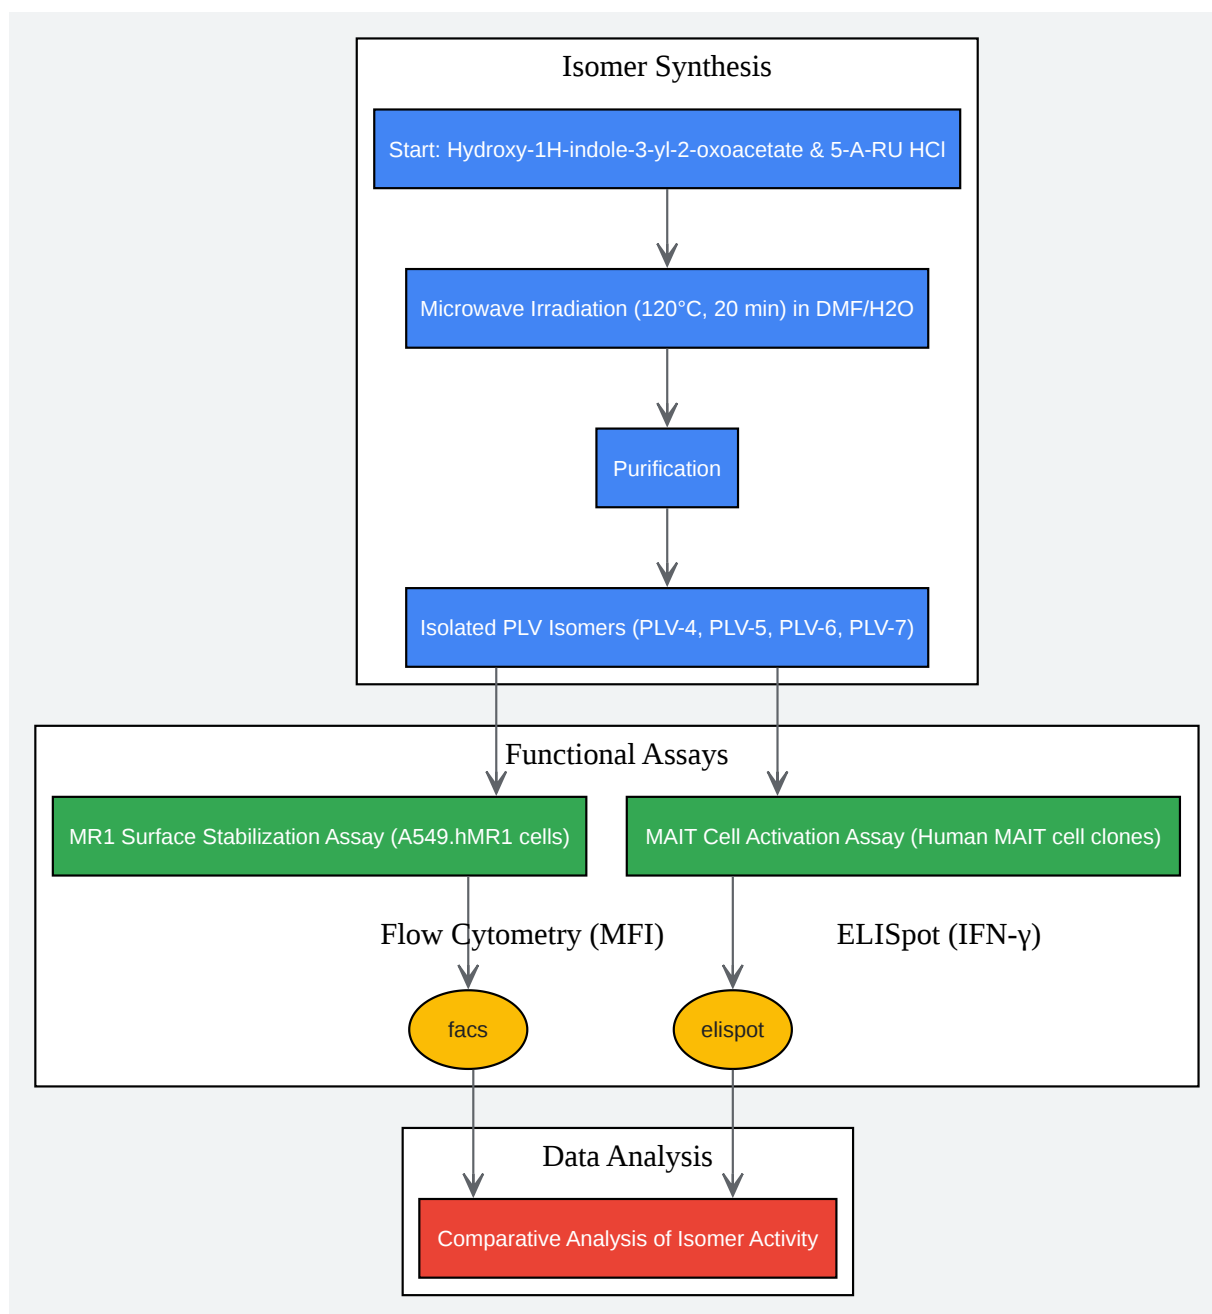 Isomer Synthesis
Start: Hydroxy-1H-indole-3-yl-2-oxoacetate & 5-A-RU HCl
Microwave Irradiation (120°C, 20 min) in DMF/H2O
Purification
Isolated PLV Isomers (PLV-4, PLV-5, PLV-6, PLV-7)
Functional Assays
MR1 Surface Stabilization Assay (A549.hMR1 cells)
MAIT Cell Activation Assay (Human MAIT cell clones)
Flow Cytometry (MFI)
ELISpot (IFN-γ)
facs
elispot
Data Analysis
Comparative Analysis of Isomer Activity